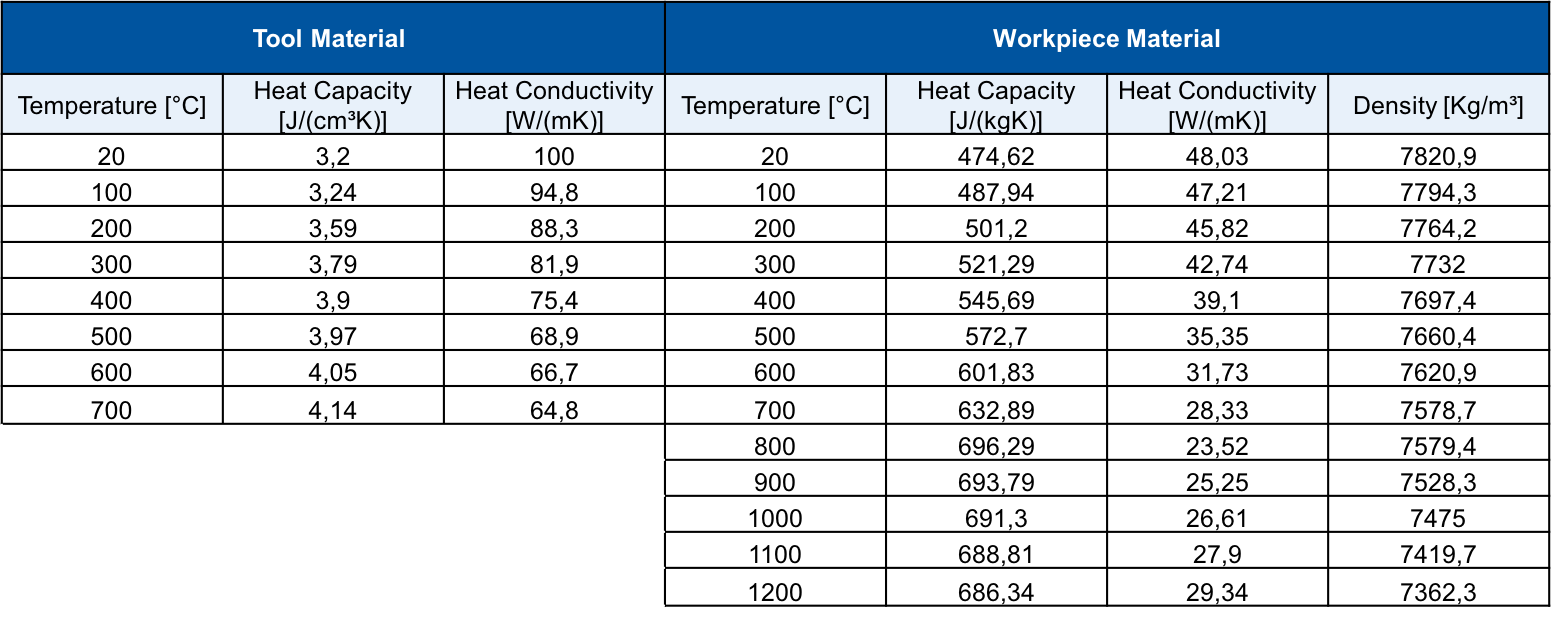 Tool Material Workpiece Material
Temperature [°C] Heat Capacity [J/(cm³K)] Heat Conductivity [W/(mK)] Temperature [°C] Heat Capacity [J/(kgK)] Heat Conductivity [W/(mK)] Density [Kg/m³]
20 3,2 100 20 474,62 48,03 7820,9
100 3,24 94,8 100 487,94 47,21 7794,3
200 3,59 88,3 200 501,2 45,82 7764,2
300 3,79 81,9 300 521,29 42,74 7732
400 3,9 75,4 400 545,69 39,1 7697,4
500 3,97 68,9 500 572,7 35,35 7660,4
600 4,05 66,7 600 601,83 31,73 7620,9
700 4,14 64,8 700 632,89 28,33 7578,7
800 696,29 23,52 7579,4
900 693,79 25,25 7528,3
1000 691,3 26,61 7475
1100 688,81 27,9 7419,7
1200 686,34 29,34 7362,3